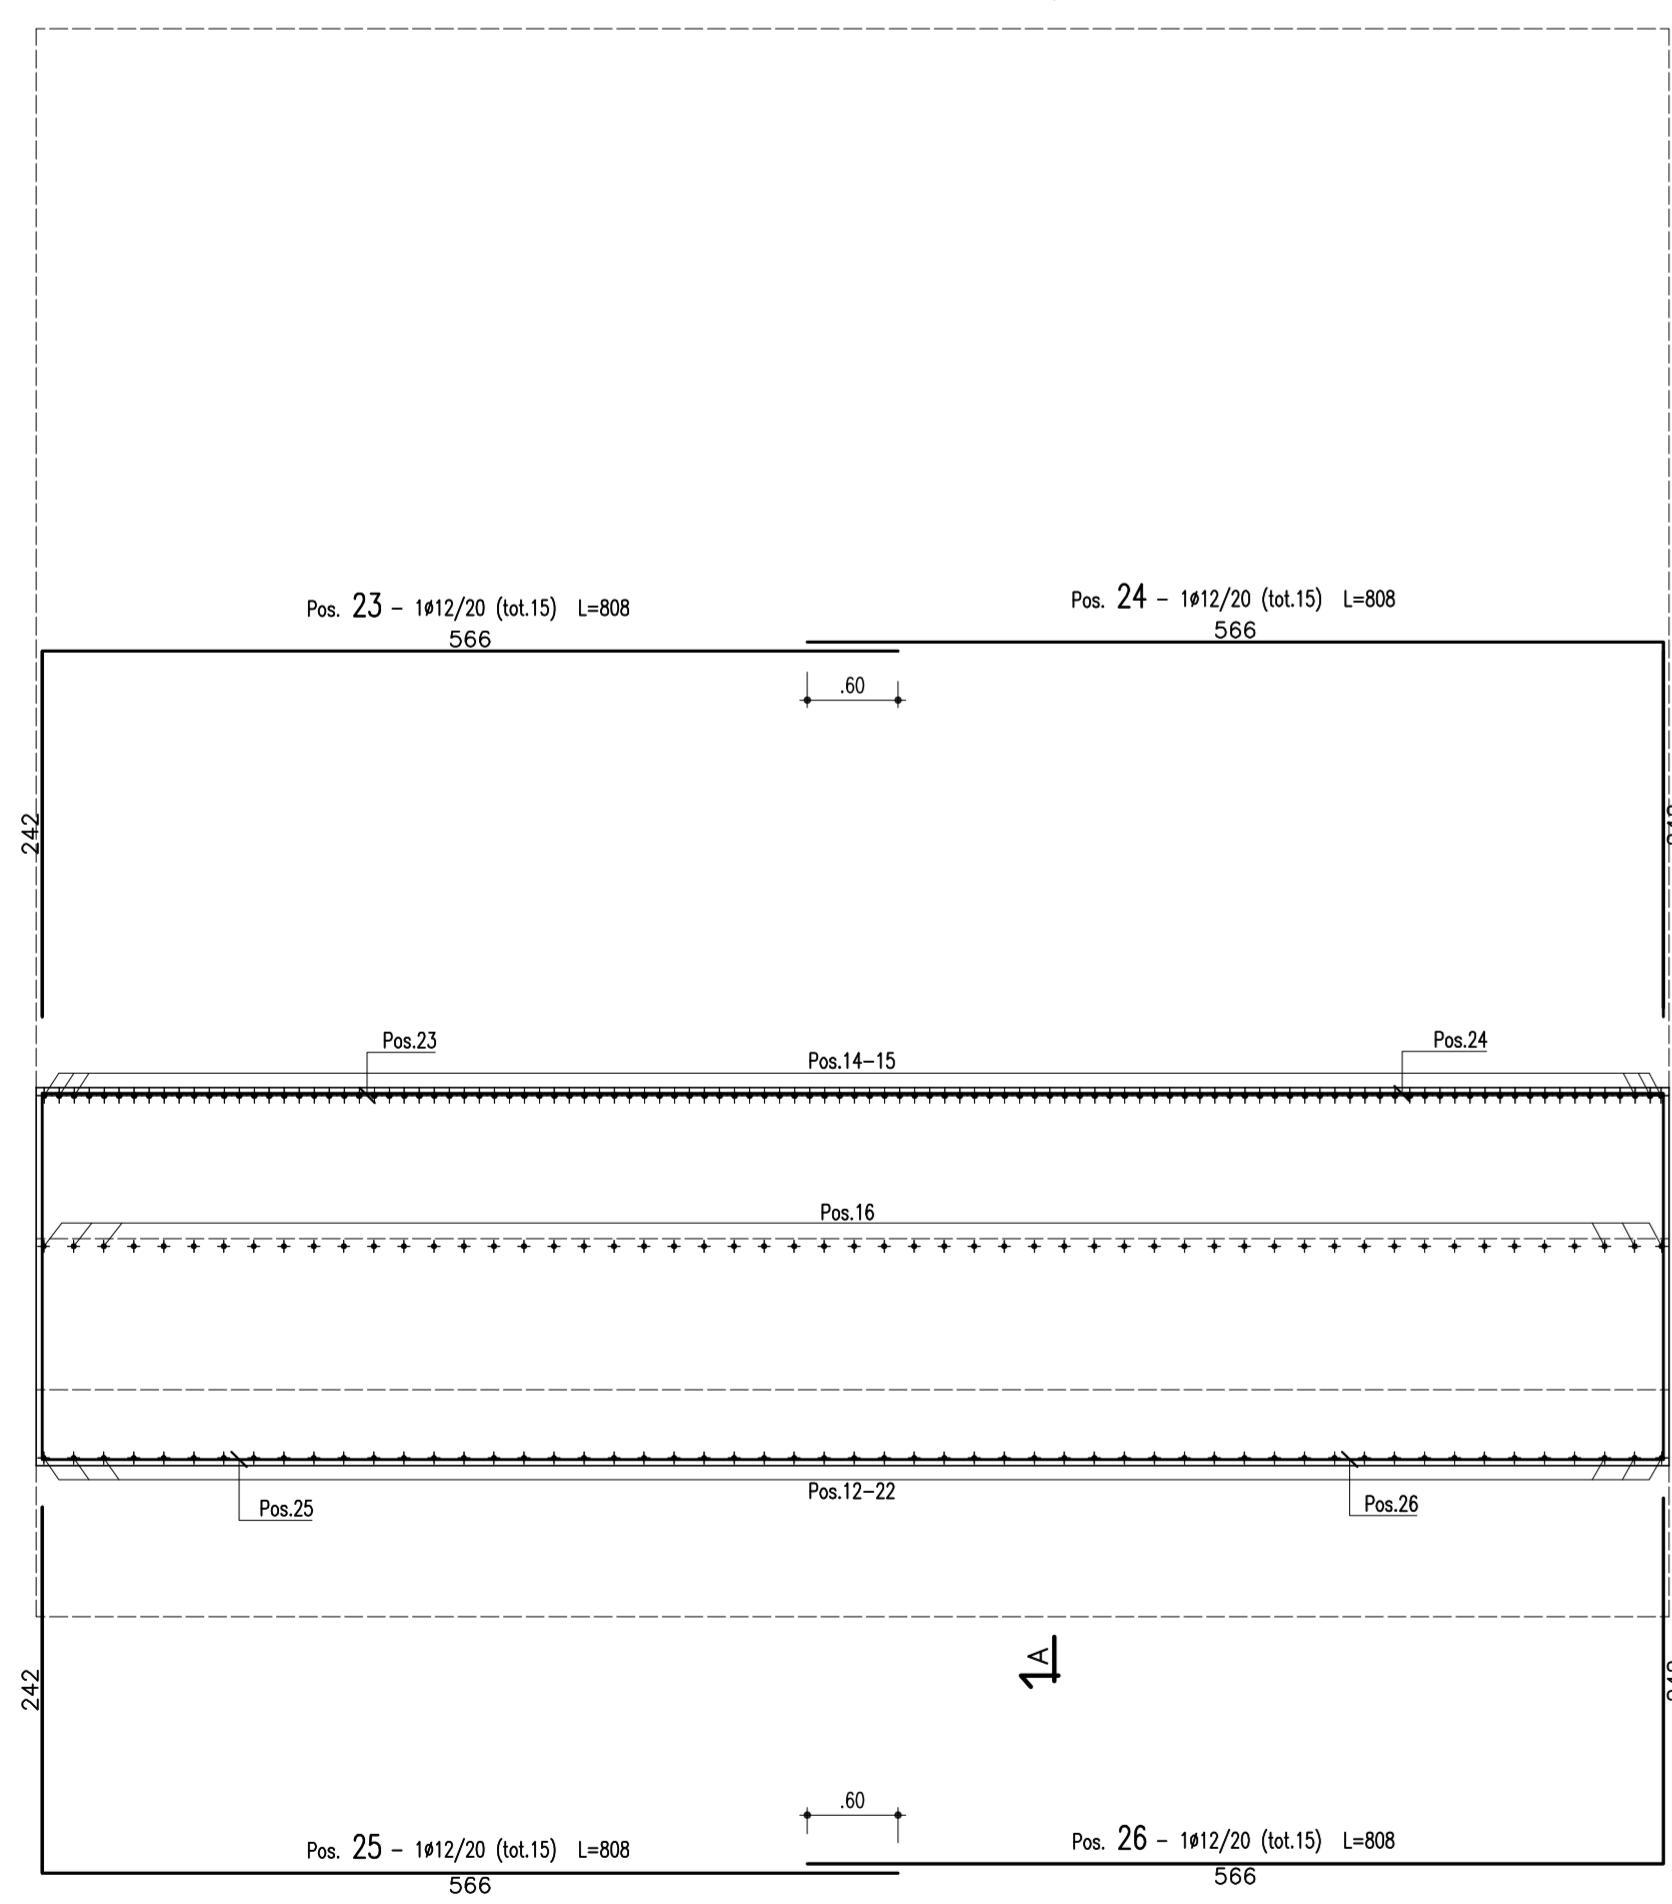 Pos. 23 – 1ø12/20 (tot.15) L=808
566
Pos. 24 – 1ø12/20 (tot.15) L=808
566
.60
242
Pos.23
Pos.14–15
Pos.24
Pos.16
Pos.12–22
Pos.25
Pos.26
1
A
242
.60
Pos. 25 – 1ø12/20 (tot.15) L=808
566
Pos. 26 – 1ø12/20 (tot.15) L=808
566